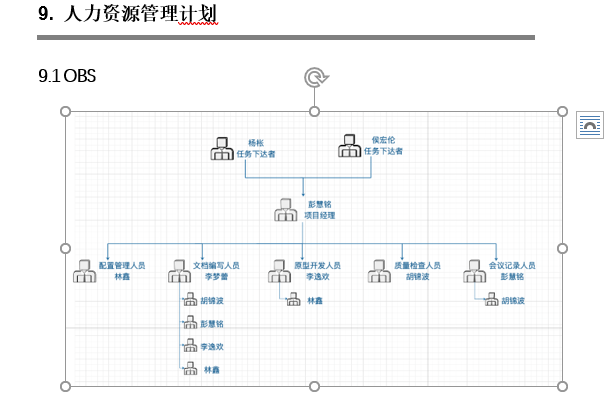 9. 人力资源管理计划
9.1 OBS
杨枨
任务下达者
侯宏伦
任务下达者
彭慧铭
项目经理
配置管理人员
林鑫
文档编写人员
李梦蕾
原型开发人员
李逸欢
质量检查人员
胡锦波
会议记录人员
彭慧铭
胡锦波
彭慧铭
李逸欢
林鑫
林鑫
胡锦波